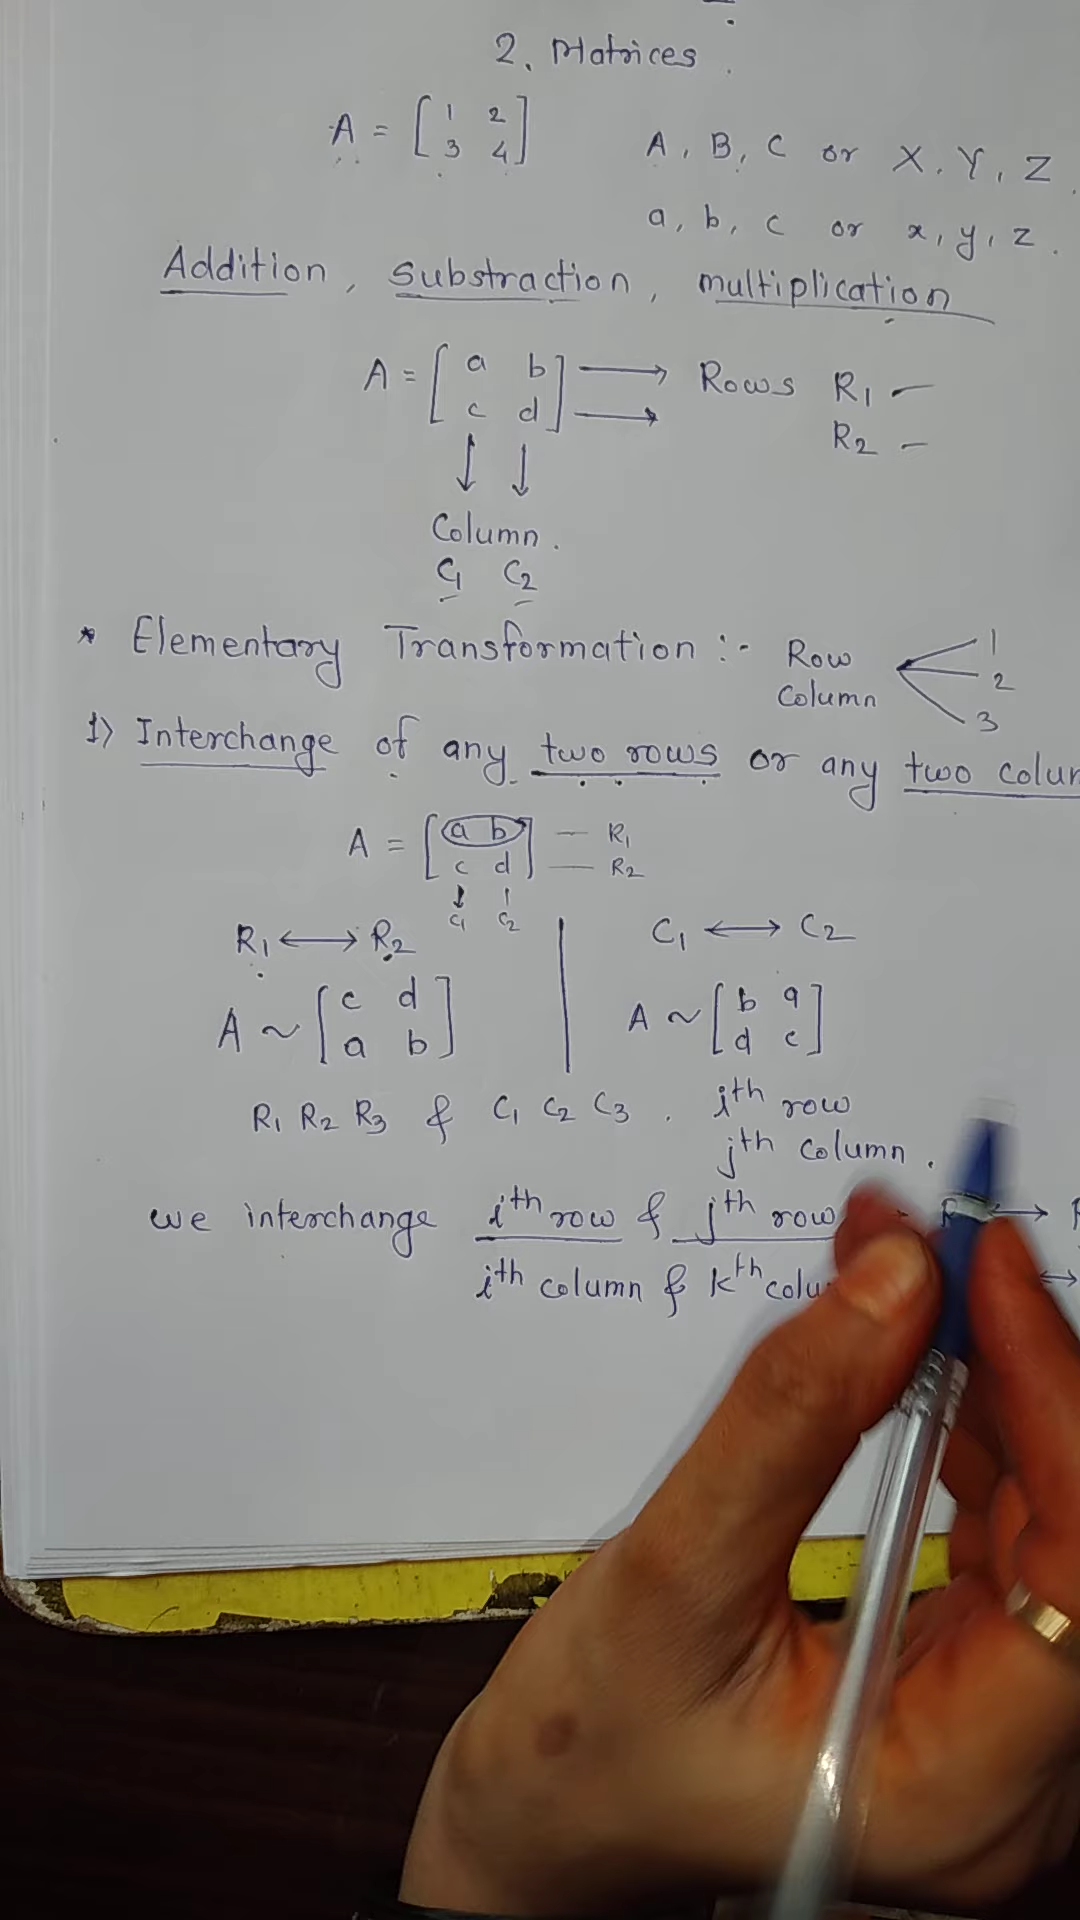 2. Matrices.
A = [1 2
3 4]
A, B, C or X, Y, Z.
a, b, c or x, y, z.
Addition, substraction, multiplication
A = [a b
c d]
Rows R1 –
R2 –
Column.
C1 C2
* Elementary Transformation :- Row
Column
1
2
3
1) Interchange of any two rows or any two colum
A = [a b] — R1
[c d] — R2
C1 C2
R1 ↔ R2
A ~ [c d
a b]
C1 ↔ C2
A ~ [b a
d c]
R1 R2 R3 & C1 C2 C3. ith row
jth column.
we interchange ith row & jth row
ith column & kth colu